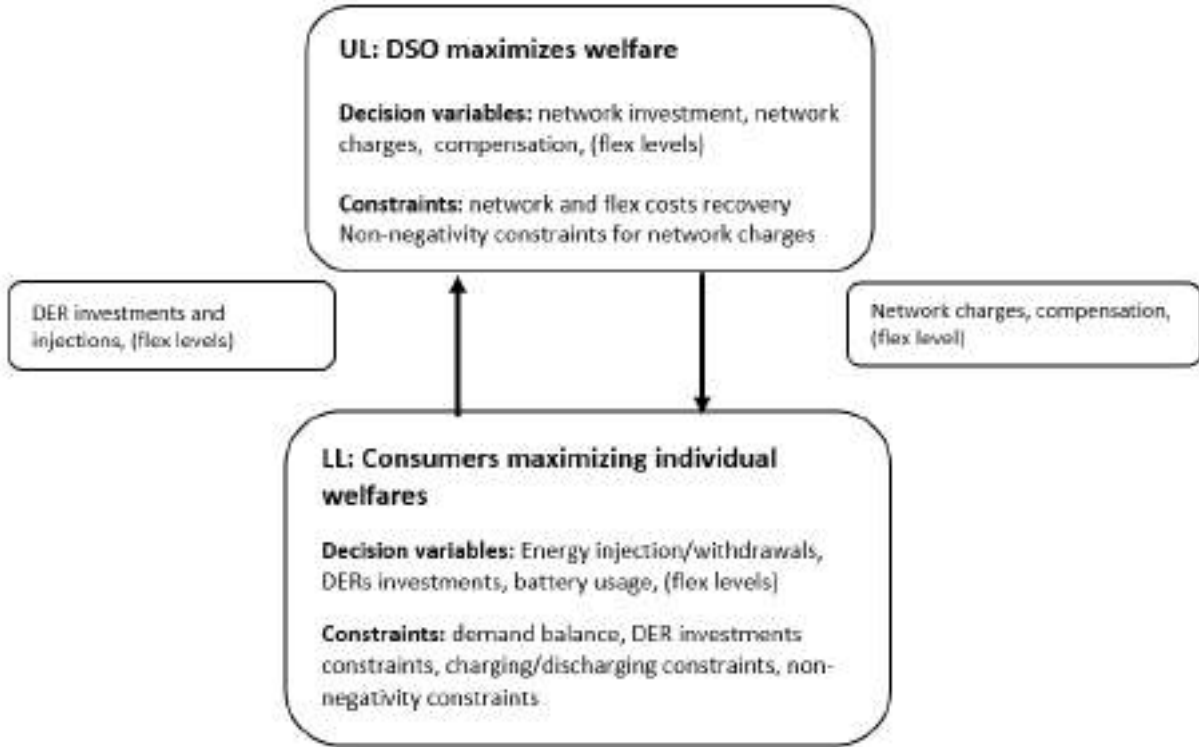 UL: DSO maximizes welfare
Decision variables: network investment, network
charges, compensation, (flex levels)
Constraints: network and flex costs recovery
Non-negativity constraints for network charges
DER investments and
injections, (flex levels)
Network charges, compensation,
(flex level)
LL: Consumers maximizing individual
welfares
Decision variables: Energy injection/withdrawals,
DERs investments, battery usage, (flex levels)
Constraints: demand balance, DER investments
constraints, charging/discharging constraints, non-
negativity constraints